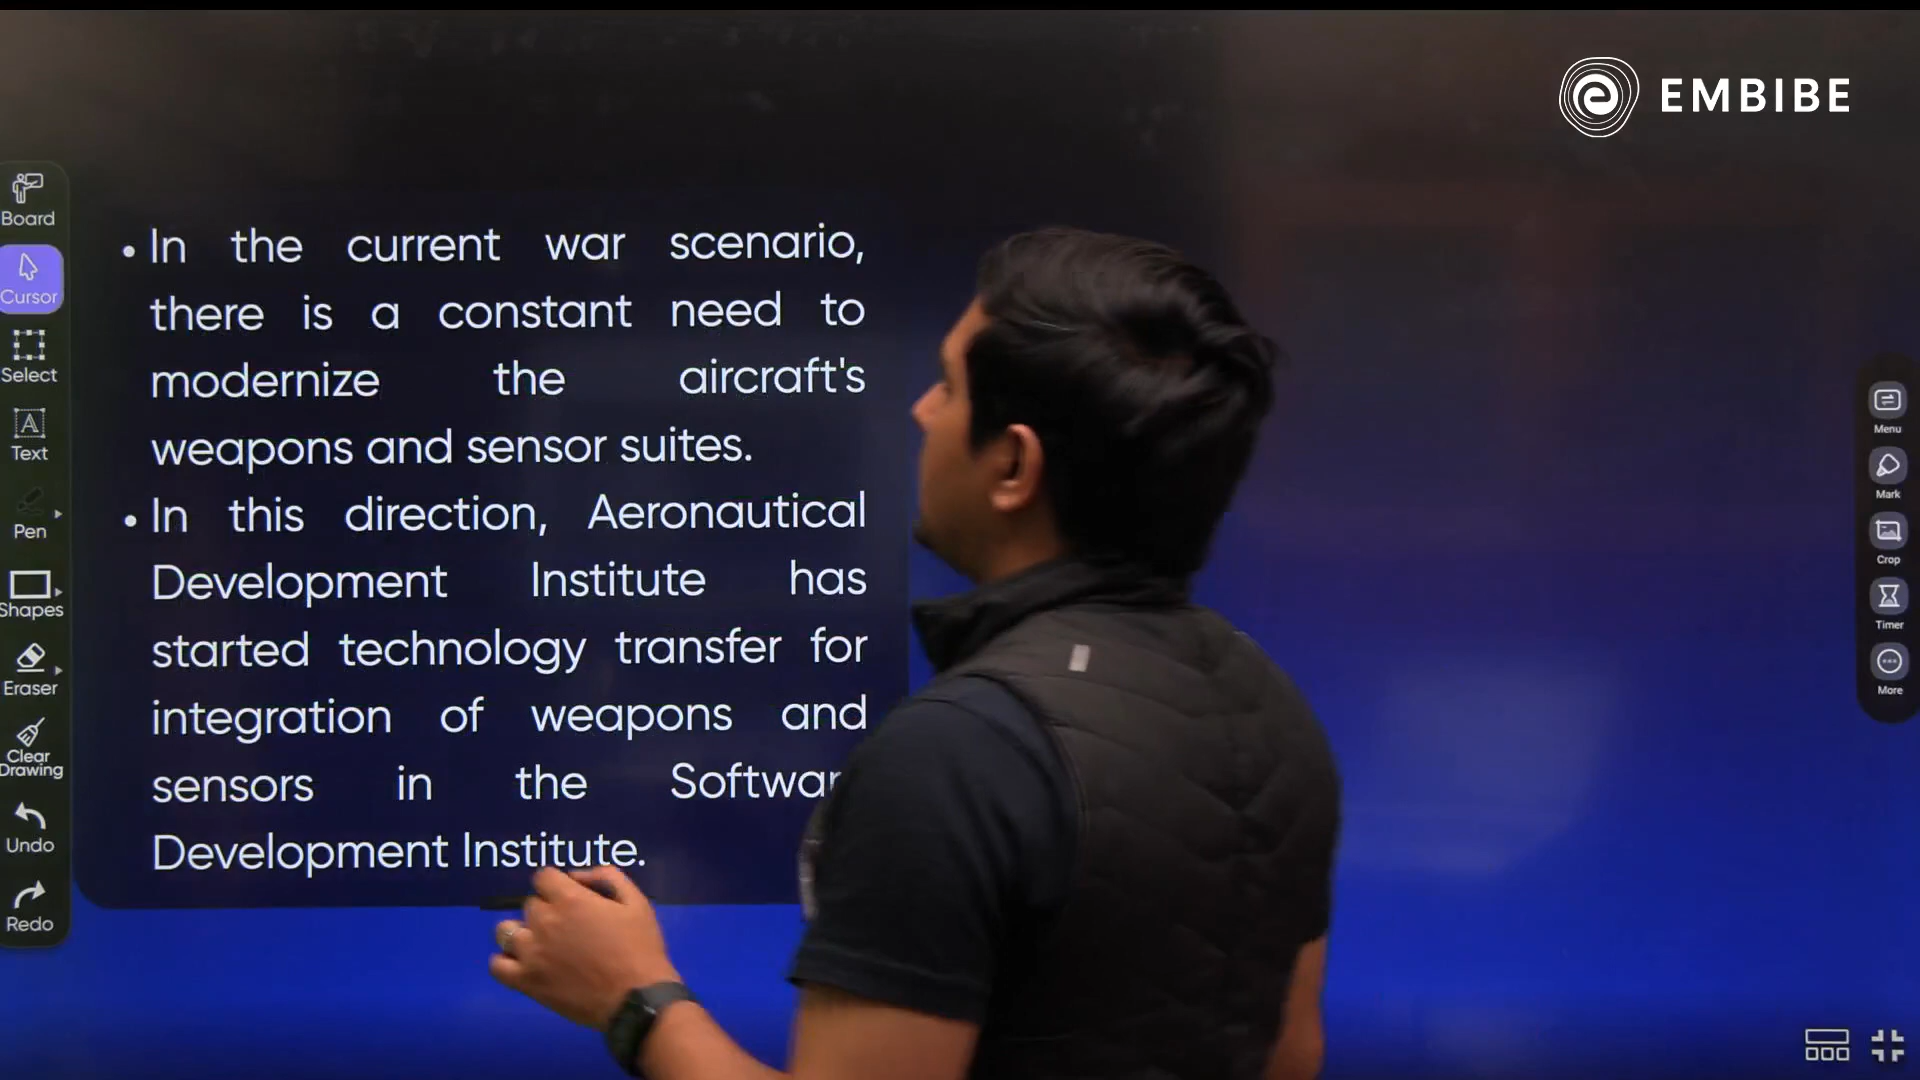 EMBIBE
Board
Cursor
Select
Text
Pen
Shapes
Eraser
Clear
Drawing
Undo
Redo
• In the current war scenario,
there is a constant need to
modernize the aircraft's
weapons and sensor suites.
• In this direction, Aeronautical
Development Institute has
started technology transfer for
integration of weapons and
sensors in the Softwar
Development Institute.
Menu
Mark
Crop
Timer
More